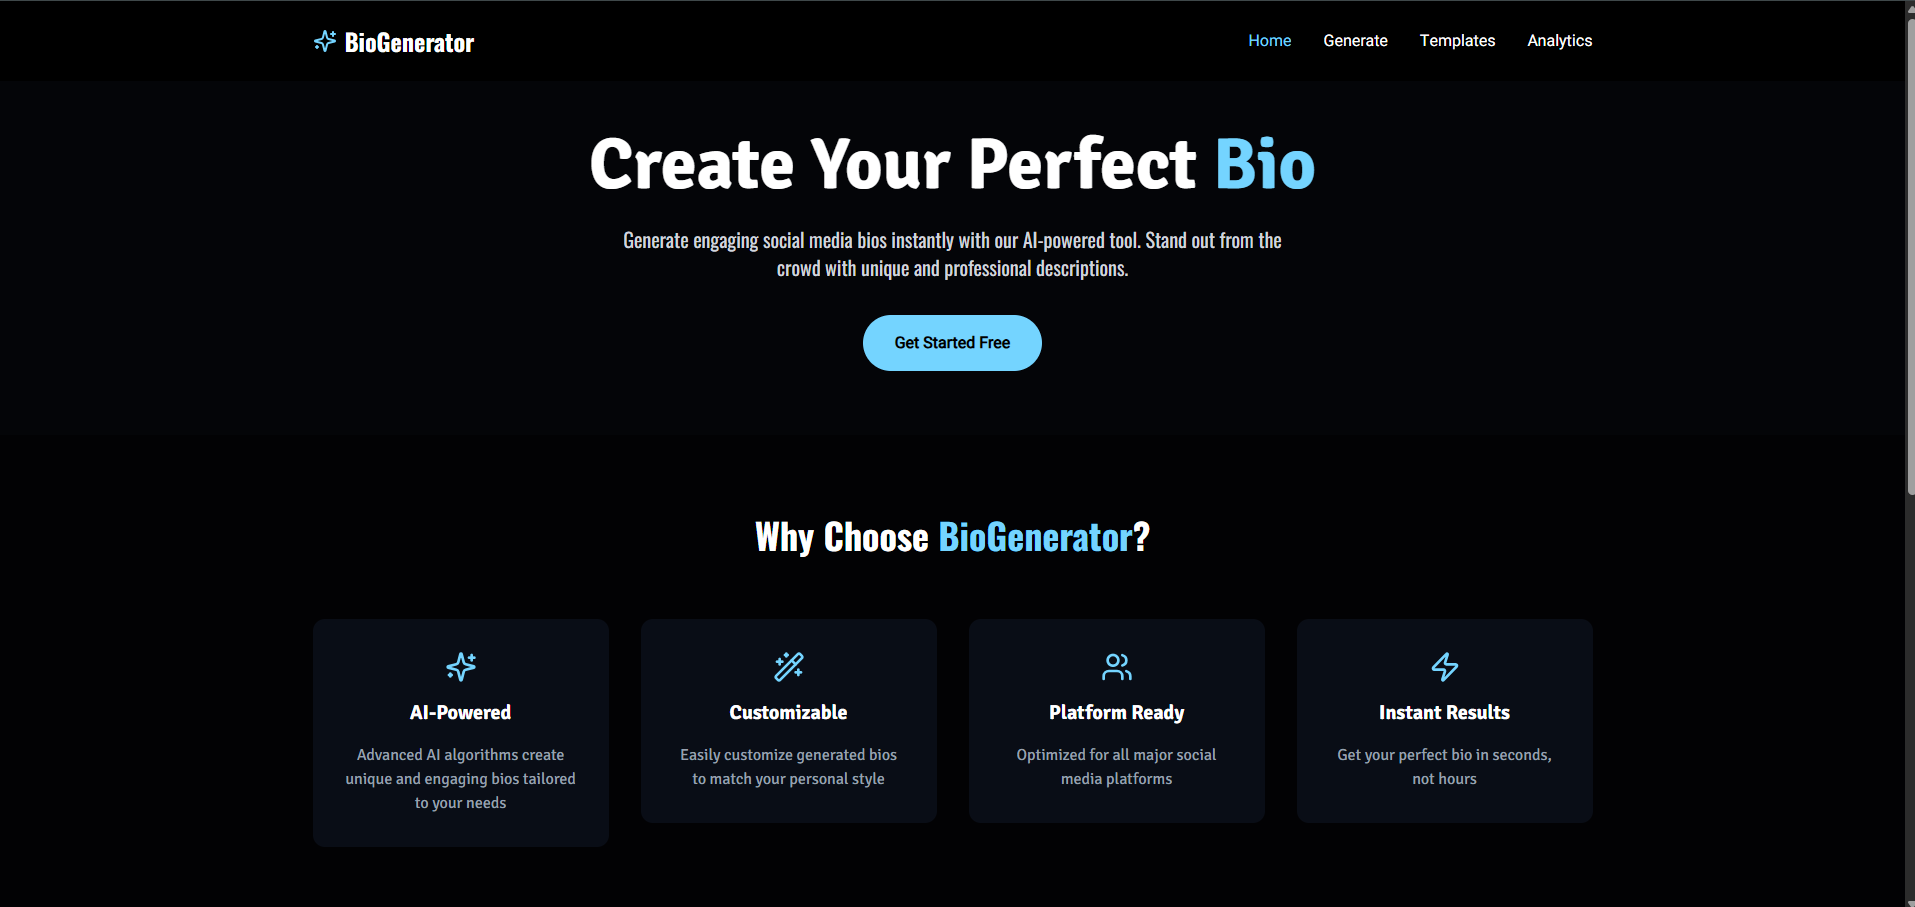 BioGenerator
Home
Generate
Templates
Analytics
Create Your Perfect Bio
Generate engaging social media bios instantly with our AI-powered tool. Stand out from the
crowd with unique and professional descriptions.
Get Started Free
Why Choose BioGenerator?
AI-Powered
Advanced AI algorithms create
unique and engaging bios tailored
to your needs
Customizable
Easily customize generated bios
to match your personal style
Platform Ready
Optimized for all major social
media platforms
Instant Results
Get your perfect bio in seconds,
not hours